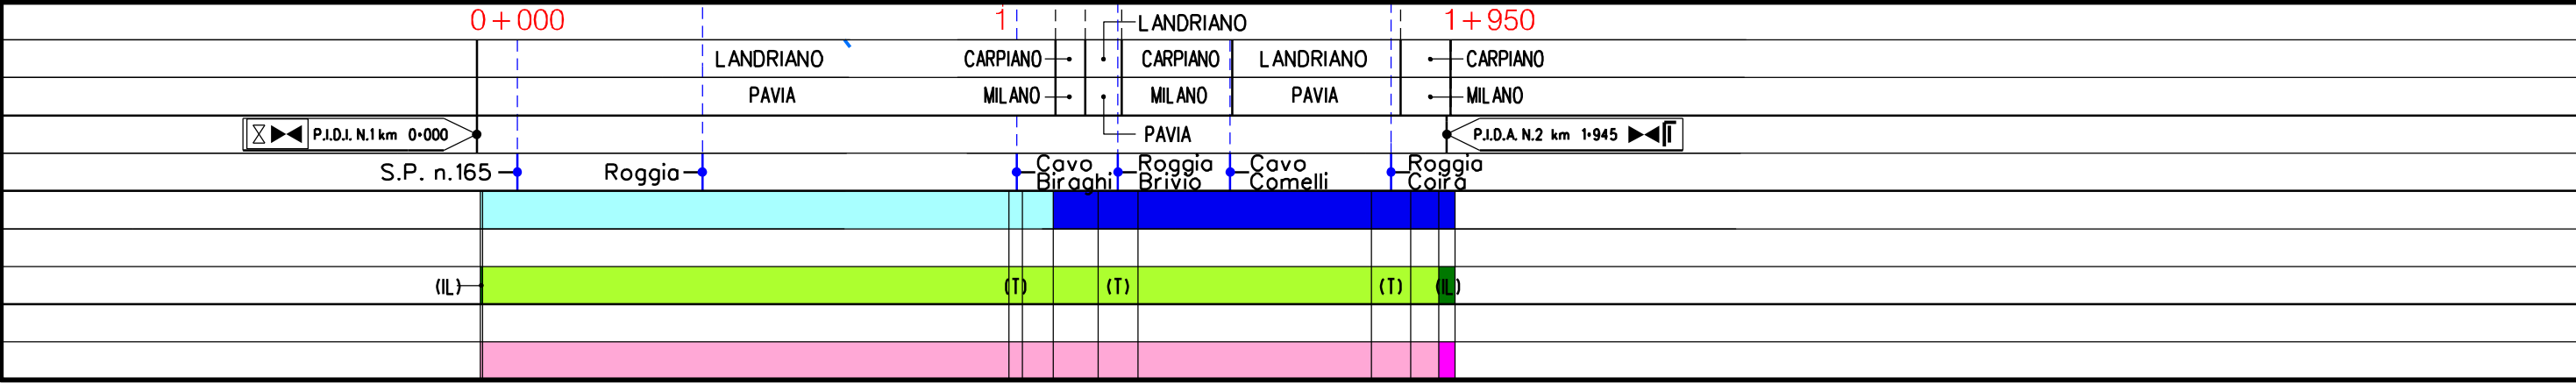 0+000 1 1+950
LANDRIANO
LANDRIANO CARPIANO CARPIANO LANDRIANO CARPIANO
PAVIA MILANO MILANO PAVIA MILANO
P.I.D.I. N.1 km 0+000 PAVIA P.I.D.A. N.2 km 1+945
S.P. n.165 Roggia Cavo Biraghi Roggia Brivio Cavo Comelli Roggia Coira
(IL) (T) (T) (T) (IL)